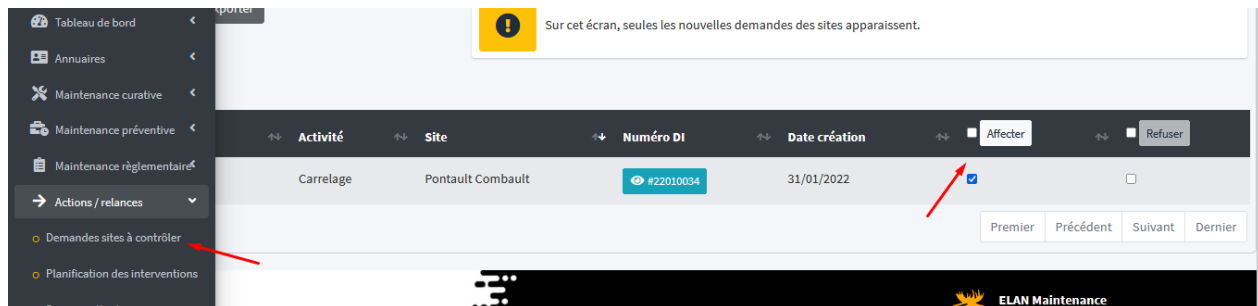 Exporter
Tableau de bord
Sur cet écran, seules les nouvelles demandes des sites apparaissent.
Annuaires
Maintenance curative
Maintenance préventive
Activité Site Numéro DI Date création Affecter Refuser
Maintenance règlementaire
Carrelage Pontault Combault #22010034 31/01/2022
Actions / relances
Premier Précédent Suivant Dernier
Demandes sites à contrôler
Planification des interventions
ELAN Maintenance